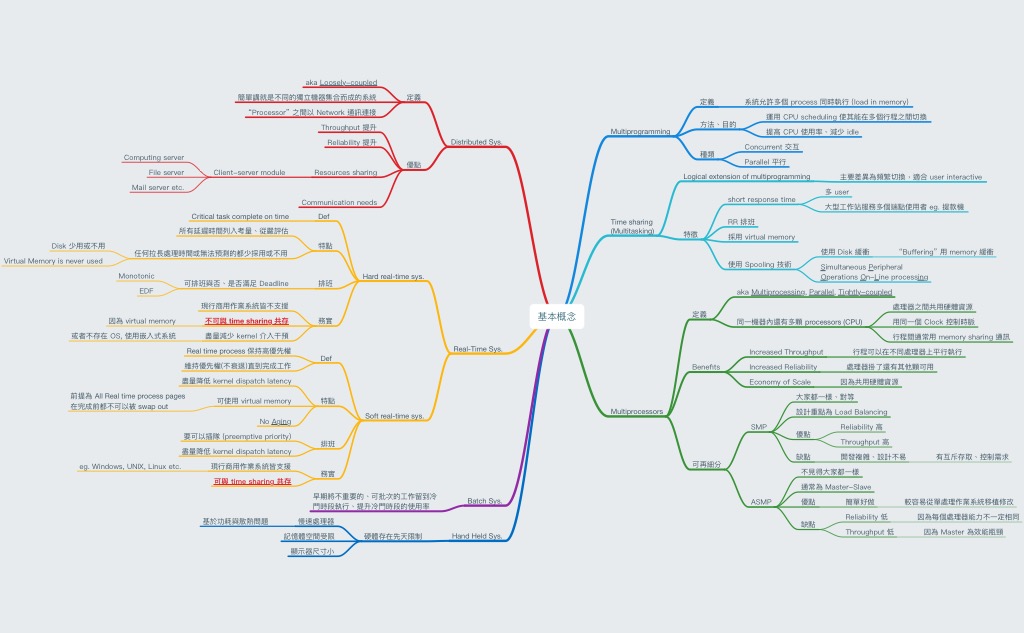 基本概念
Multiprogramming
定義
系統允許多個 process 同時執行 (load in memory)
方法、目的
運用 CPU scheduling 使其能在多個行程之間切換
提高 CPU 使用率、減少 idle
種類
Concurrent 交互
Parallel 平行
Time sharing
(Multitasking)
Logical extension of multiprogramming
主要差異為頻繁切換、適合 user interactive
特徵
short response time
多 user
大型工作站服務多個端點使用者 eg. 提款機
RR 排班
採用 virtual memory
使用 Spooling 技術
使用 Disk 緩衝
“Buffering” 用 memory 緩衝
Simultaneous Peripheral
Operations On-Line processing
Multiprocessors
定義
aka Multiprocessing, Parallel, Tightly-coupled
同一機器內還有多顆 processors (CPU)
處理器之間共用硬體資源
用同一個 Clock 控制時脈
行程間通常用 memory sharing 通訊
Benefits
Increased Throughput
行程可以在不同處理器上平行執行
Increased Reliability
處理器掛了還有其他顆可用
Economy of Scale
因為共用硬體資源
可再細分
SMP
大家都一樣、對等
設計重點為 Load Balancing
優點
Reliability 高
Throughput 高
缺點
開發複雜、設計不易
有互斥存取、控制需求
ASMP
不見得大家都一樣
通常為 Master-Slave
優點
簡單好做
較容易從單處理作業系統移植修改
缺點
Reliability 低
因為每個處理器能力不一定相同
Throughput 低
因為 Master 為效能瓶頸
Distributed Sys.
定義
aka Loosely-coupled
簡單講就是不同的獨立機器集合而成的系統
“Processor” 之間以 Network 通訊連接
優點
Throughput 提升
Reliability 提升
Resources sharing
Client-server module
Computing server
File server
Mail server etc.
Communication needs
Real-Time Sys.
Hard real-time sys.
Def
Critical task complete on time
特點
所有延遲時間列入考量、從嚴評估
任何拉長處理時間或無法預測的都少採用或不用
Disk 少用或不用
Virtual Memory is never used
排班
可排班與否、是否滿足 Deadline
Monotonic
EDF
務實
現行商用作業系統皆不支援
不可與 time sharing 共存
因為 virtual memory
盡量減少 kernel 介入干預
或者不存在 OS, 使用嵌入式系統
Soft real-time sys.
Def
Real time process 保持高優先權
維持優先權(不衰退)直到完成工作
特點
盡量降低 kernel dispatch latency
可使用 virtual memory
前提為 All Real time process pages
在完成前都不可以被 swap out
No Aging
排班
要可以插隊 (preemptive priority)
盡量降低 kernel dispatch latency
務實
現行商用作業系統皆支援
eg. Windows, UNIX, Linux etc.
可與 time sharing 共存
Batch Sys.
早期將不重要的、可批次的工作留到冷
門時段執行、提升冷門時段的使用率
Hand Held Sys.
硬體存在先天限制
慢速處理器
基於功耗與散熱問題
記憶體空間受限
顯示器尺寸小